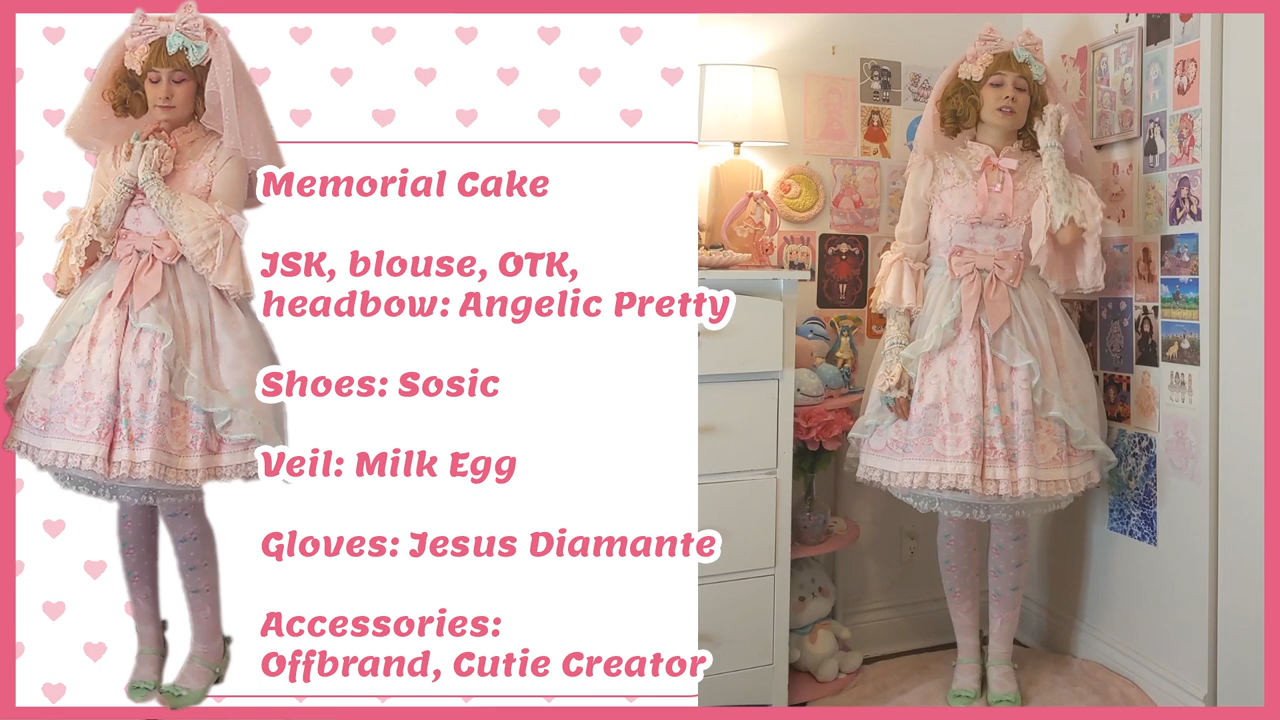 Memorial Cake
JSK, blouse, OTK,
headbow: Angelic Pretty
Shoes: Sosic
Veil: Milk Egg
Gloves: Jesus Diamante
Accessories:
Offbrand, Cutie Creator